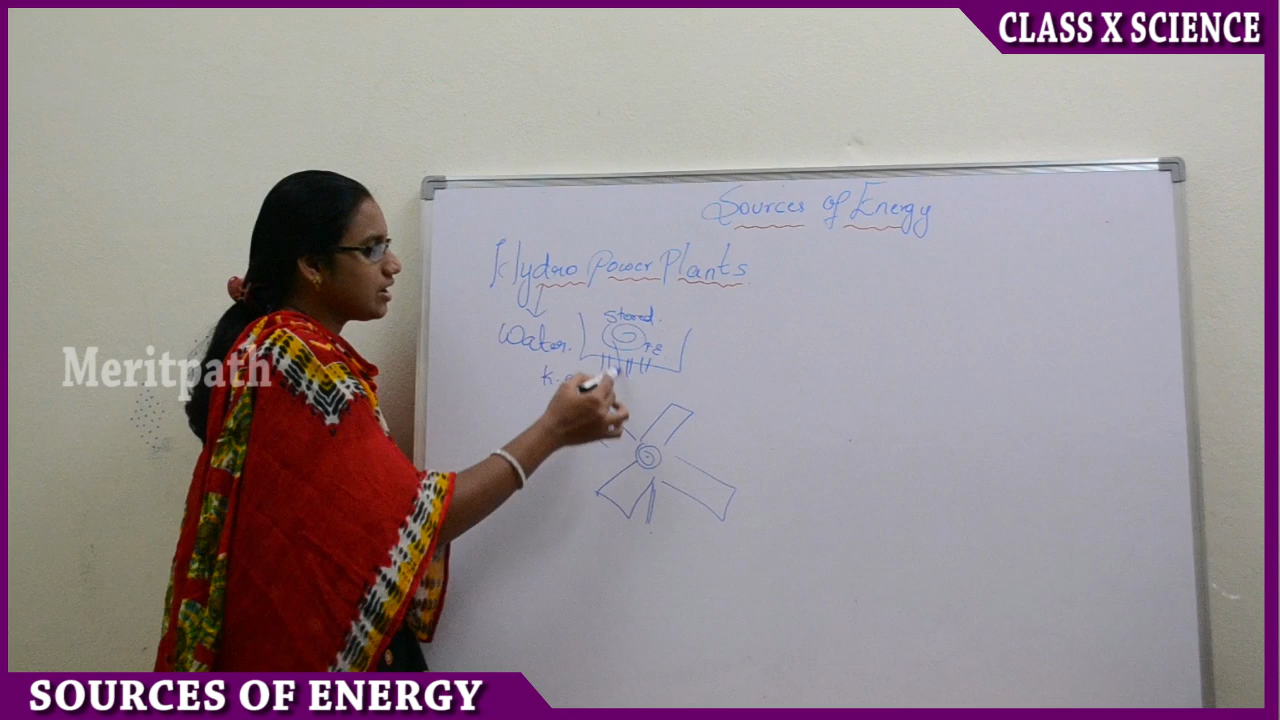 CLASS X SCIENCE
Sources of Energy
Hydro Power Plants
stored.
Water.
P.E
Meritpath
SOURCES OF ENERGY